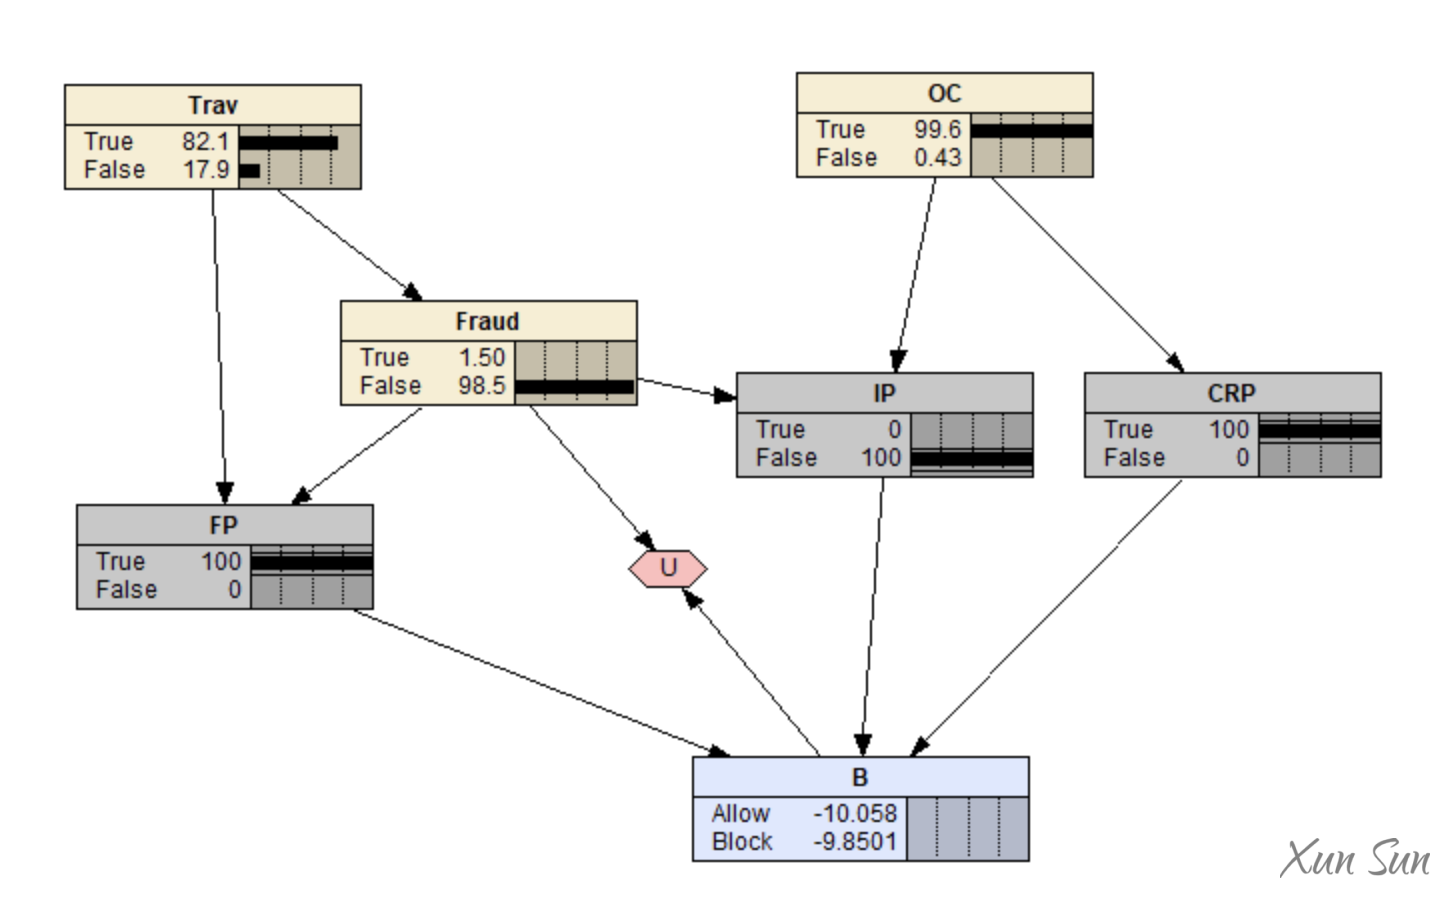 Trav
True 82.1
False 17.9
OC
True 99.6
False 0.43
Fraud
True 1.50
False 98.5
IP
True 0
False 100
CRP
True 100
False 0
FP
True 100
False 0
U
B
Allow -10.058
Block -9.8501
Xun Sun